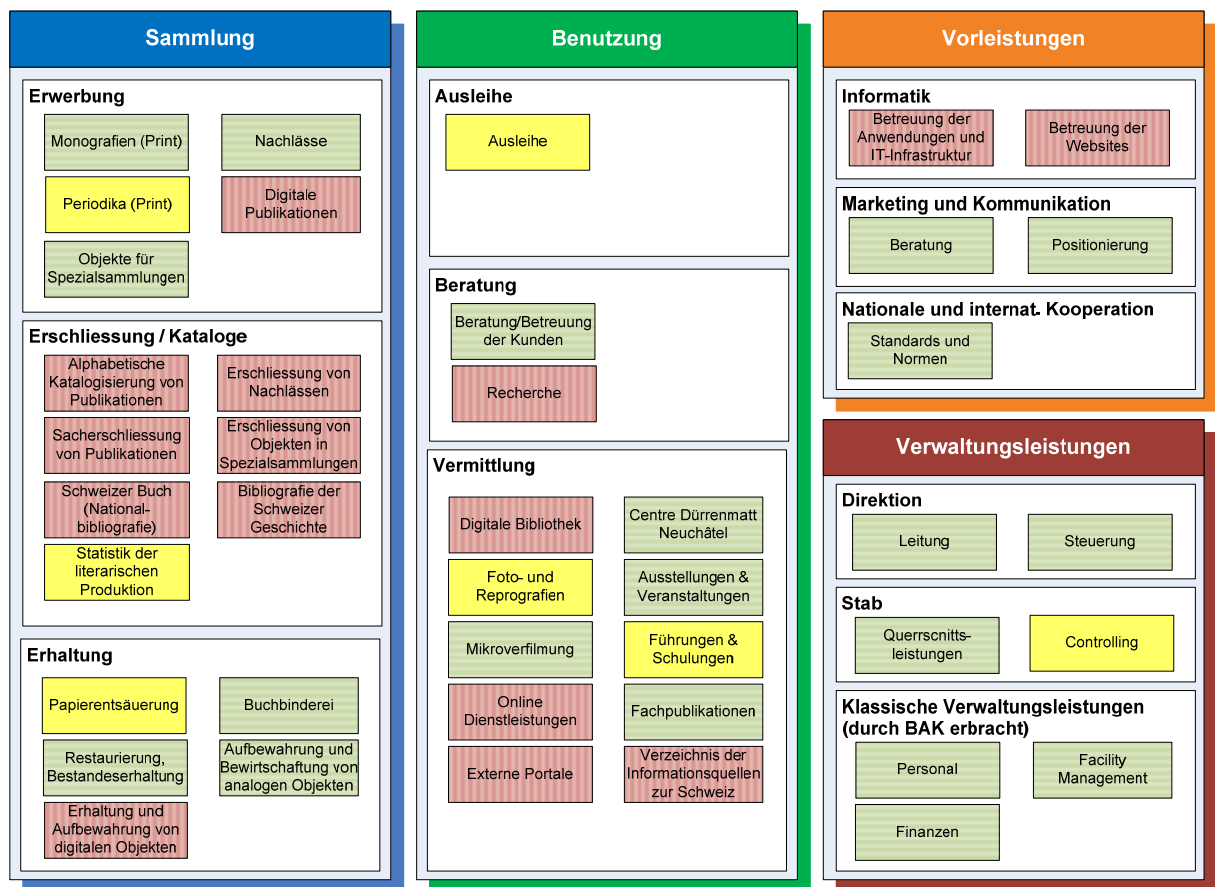 Sammlung
Erwerbung
Monografien (Print)
Nachlässe
Periodika (Print)
Digitale
Publikationen
Objekte für
Spezialsammlungen
Erschliessung / Kataloge
Alphabetische
Katalogisierung von
Publikationen
Erschliessung von
Nachlässen
Sacherschliessung
von Publikationen
Erschliessung von
Objekten in
Spezialsammlungen
Schweizer Buch
(National-
bibliografie)
Bibliografie der
Schweizer
Geschichte
Statistik der
literarischen
Produktion
Erhaltung
Papierentsäuerung
Buchbinderei
Restaurierung,
Bestandeserhaltung
Aufbewahrung und
Bewirtschaftung von
analogen Objekten
Erhaltung und
Aufbewahrung von
digitalen Objekten
Benutzung
Ausleihe
Ausleihe
Beratung
Beratung/Betreuung
der Kunden
Recherche
Vermittlung
Digitale Bibliothek
Centre Dürrenmatt
Neuchâtel
Foto- und
Reprografien
Ausstellungen &
Veranstaltungen
Mikroverfilmung
Führungen &
Schulungen
Online
Dienstleistungen
Fachpublikationen
Externe Portale
Verzeichnis der
Informationsquellen
zur Schweiz
Vorleistungen
Informatik
Betreuung der
Anwendungen und
IT-Infrastruktur
Betreuung der
Websites
Marketing und Kommunikation
Beratung
Positionierung
Nationale und internat. Kooperation
Standards und
Normen
Verwaltungsleistungen
Direktion
Leitung
Steuerung
Stab
Querrscnitts-
leistungen
Controlling
Klassische Verwaltungsleistungen
(durch BAK erbracht)
Personal
Facility
Management
Finanzen